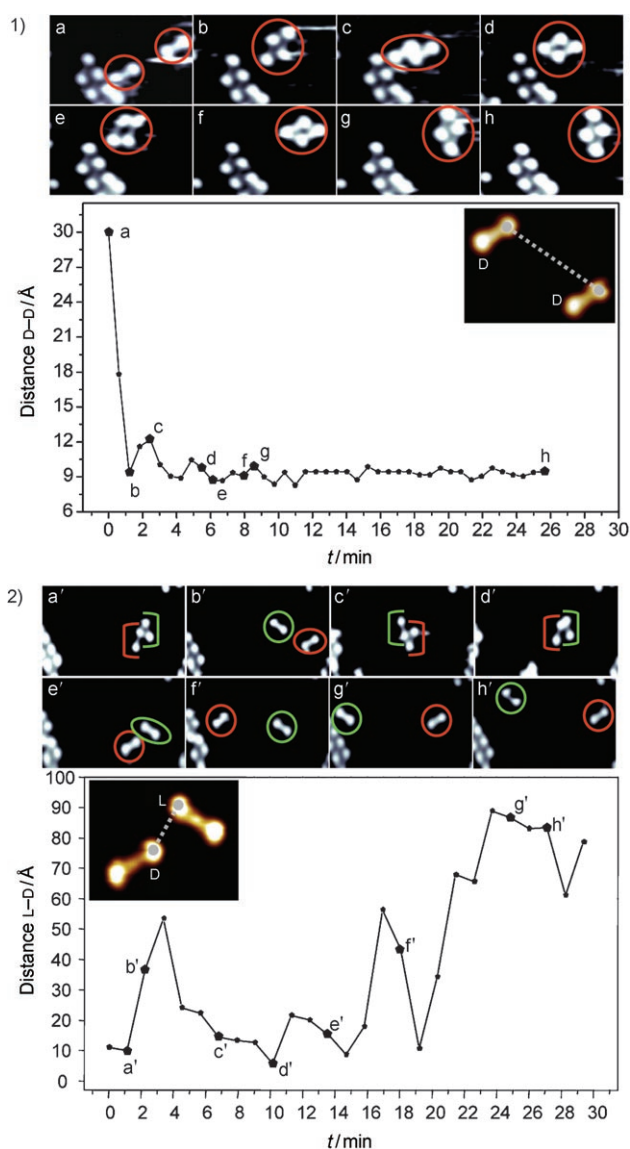 1)
a b c d
e f g h
30
27
24
21
18
15
12
9
6
Distance D–D/Å
a
b
c
d
e
f
g
h
D
D
0 2 4 6 8 10 12 14 16 18 20 22 24 26 28 30
t/min
2)
a′ b′ c′ d′
e′ f′ g′ h′
100
90
80
70
60
50
40
30
20
10
0
Distance L–D/Å
L
D
a′
b′
c′
d′
e′
f′
g′
h′
0 2 4 6 8 10 12 14 16 18 20 22 24 26 28 30
t/min